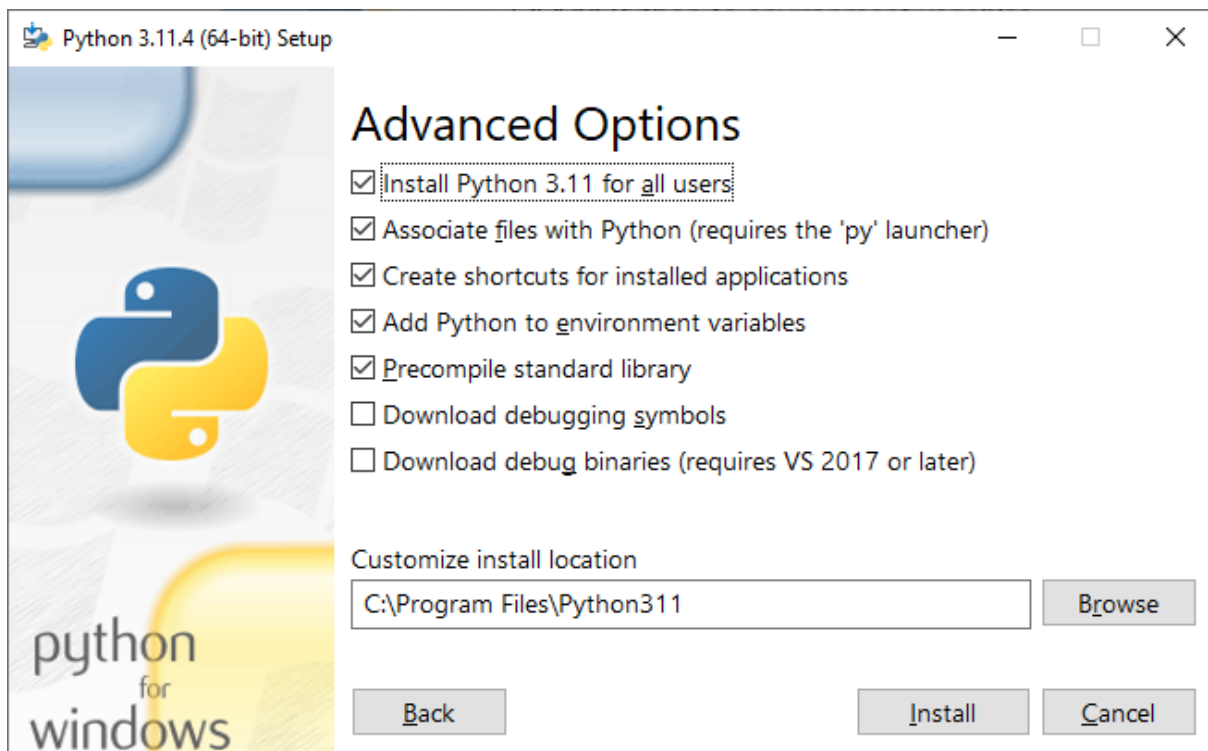 Python 3.11.4 (64-bit) Setup
Advanced Options
Install Python 3.11 for all users
Associate files with Python (requires the 'py' launcher)
Create shortcuts for installed applications
Add Python to environment variables
Precompile standard library
Download debugging symbols
Download debug binaries (requires VS 2017 or later)
Customize install location
C:\Program Files\Python311
Browse
python
for
windows
Back
Install
Cancel